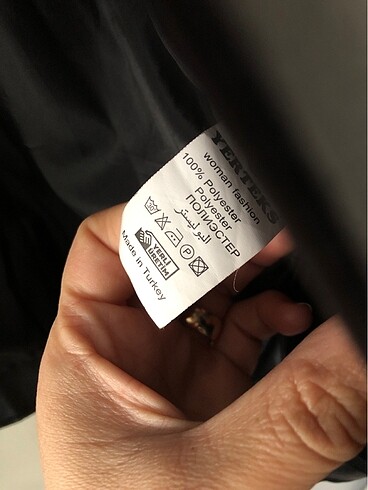 YERTEKS
woman fashion
100% Polyester
Polyester
ПОЛИЭСТЕР
البوليستر
P
YERLİ
ÜRETİM
Made in Turkey